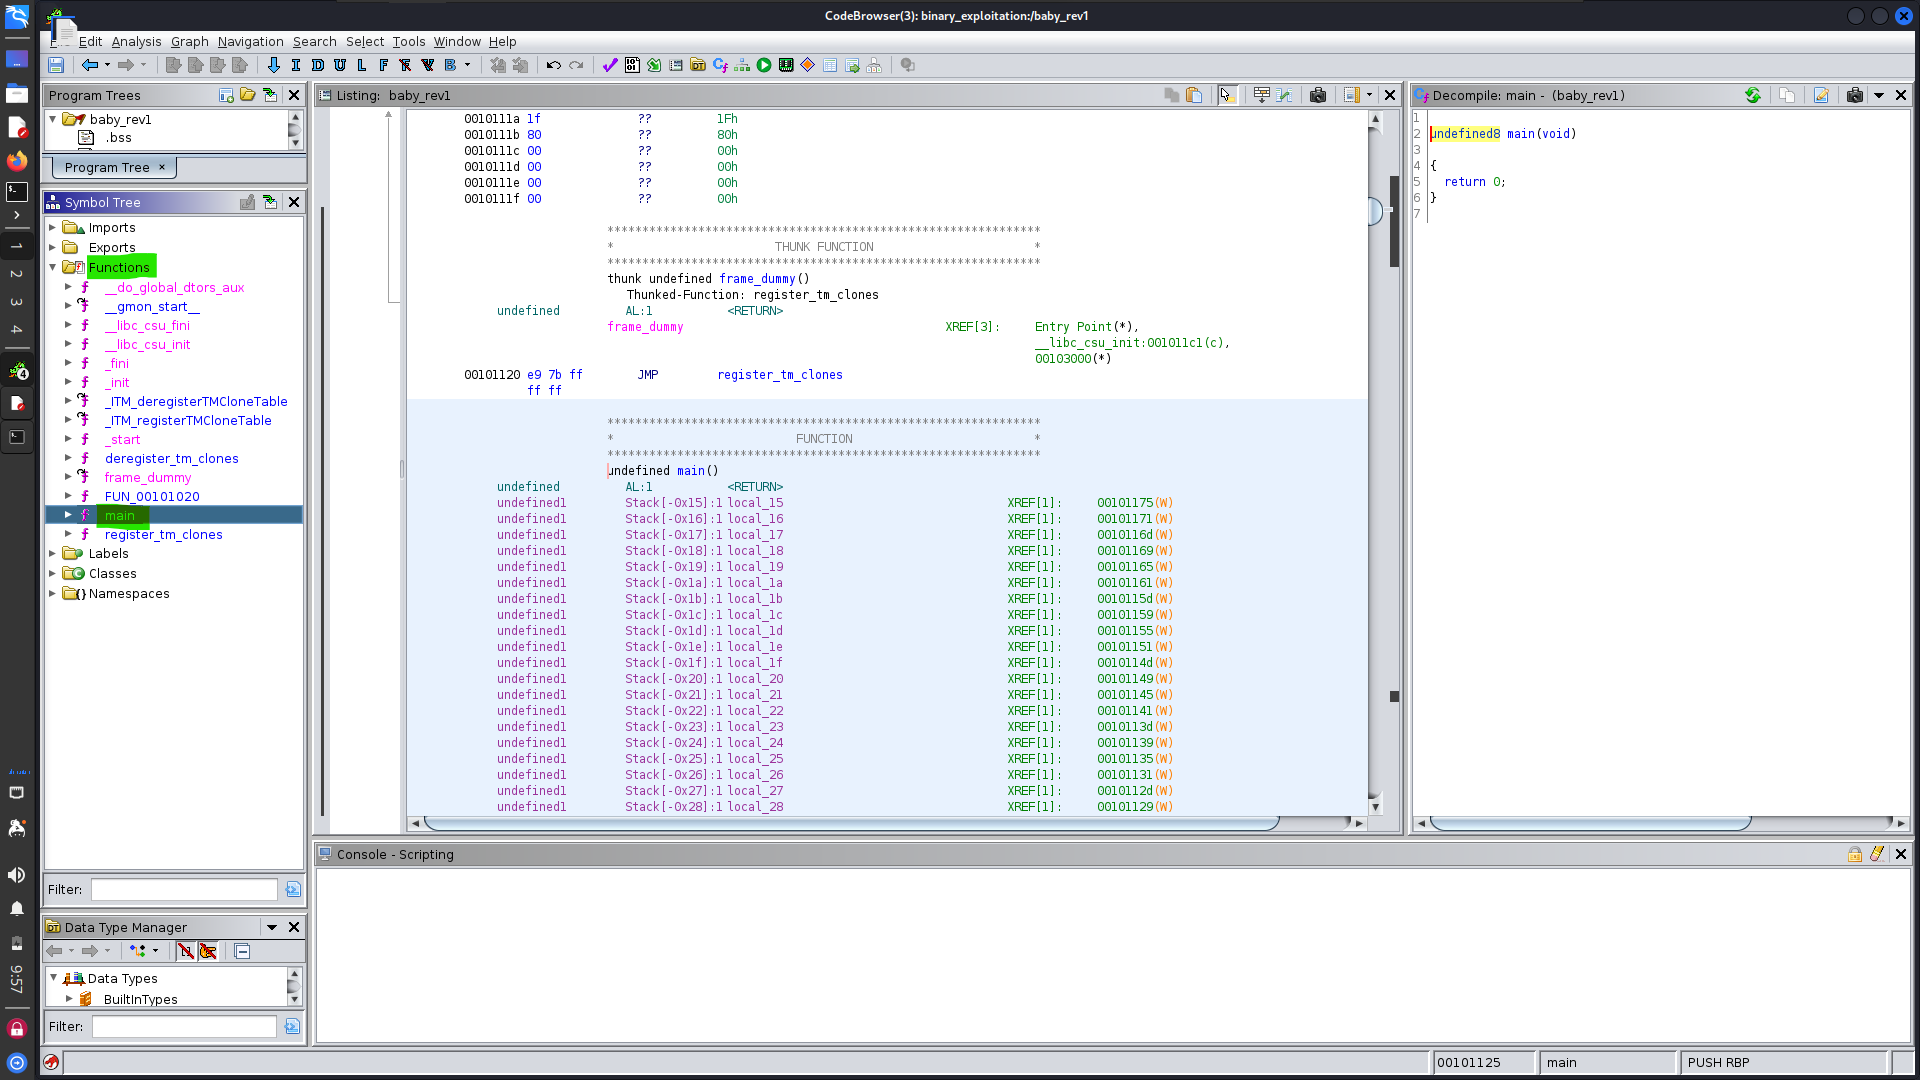 CodeBrowser(3): binary_exploitation:/baby_rev1
Edit Analysis Graph Navigation Search Select Tools Window Help
I D U L F B
Program Trees
baby_rev1
.bss
Program Tree ×
Symbol Tree
Imports
Exports
Functions
__do_global_dtors_aux
__gmon_start__
__libc_csu_fini
__libc_csu_init
_fini
_init
_ITM_deregisterTMCloneTable
_ITM_registerTMCloneTable
_start
deregister_tm_clones
frame_dummy
FUN_00101020
main
register_tm_clones
Labels
Classes
Namespaces
Filter:
Data Type Manager
Data Types
BuiltInTypes
Filter:
1
2
3
4
4
9:57
Listing: baby_rev1
0010111a 1f ?? 1Fh
0010111b 80 ?? 80h
0010111c 00 ?? 00h
0010111d 00 ?? 00h
0010111e 00 ?? 00h
0010111f 00 ?? 00h
*************************************************************
* THUNK FUNCTION *
*************************************************************
thunk undefined frame_dummy()
Thunked-Function: register_tm_clones
undefined AL:1 <RETURN>
frame_dummy XREF[3]: Entry Point(*),
__libc_csu_init:001011c1(c),
00103000(*)
00101120 e9 7b ff JMP register_tm_clones
ff ff
*************************************************************
* FUNCTION *
*************************************************************
undefined main()
undefined AL:1 <RETURN>
undefined1 Stack[-0x15]:1 local_15 XREF[1]: 00101175(W)
undefined1 Stack[-0x16]:1 local_16 XREF[1]: 00101171(W)
undefined1 Stack[-0x17]:1 local_17 XREF[1]: 0010116d(W)
undefined1 Stack[-0x18]:1 local_18 XREF[1]: 00101169(W)
undefined1 Stack[-0x19]:1 local_19 XREF[1]: 00101165(W)
undefined1 Stack[-0x1a]:1 local_1a XREF[1]: 00101161(W)
undefined1 Stack[-0x1b]:1 local_1b XREF[1]: 0010115d(W)
undefined1 Stack[-0x1c]:1 local_1c XREF[1]: 00101159(W)
undefined1 Stack[-0x1d]:1 local_1d XREF[1]: 00101155(W)
undefined1 Stack[-0x1e]:1 local_1e XREF[1]: 00101151(W)
undefined1 Stack[-0x1f]:1 local_1f XREF[1]: 0010114d(W)
undefined1 Stack[-0x20]:1 local_20 XREF[1]: 00101149(W)
undefined1 Stack[-0x21]:1 local_21 XREF[1]: 00101145(W)
undefined1 Stack[-0x22]:1 local_22 XREF[1]: 00101141(W)
undefined1 Stack[-0x23]:1 local_23 XREF[1]: 0010113d(W)
undefined1 Stack[-0x24]:1 local_24 XREF[1]: 00101139(W)
undefined1 Stack[-0x25]:1 local_25 XREF[1]: 00101135(W)
undefined1 Stack[-0x26]:1 local_26 XREF[1]: 00101131(W)
undefined1 Stack[-0x27]:1 local_27 XREF[1]: 0010112d(W)
undefined1 Stack[-0x28]:1 local_28 XREF[1]: 00101129(W)
Decompile: main - (baby_rev1)
1
2 undefined8 main(void)
3
4 {
5 return 0;
6 }
7
Console - Scripting
00101125 main PUSH RBP